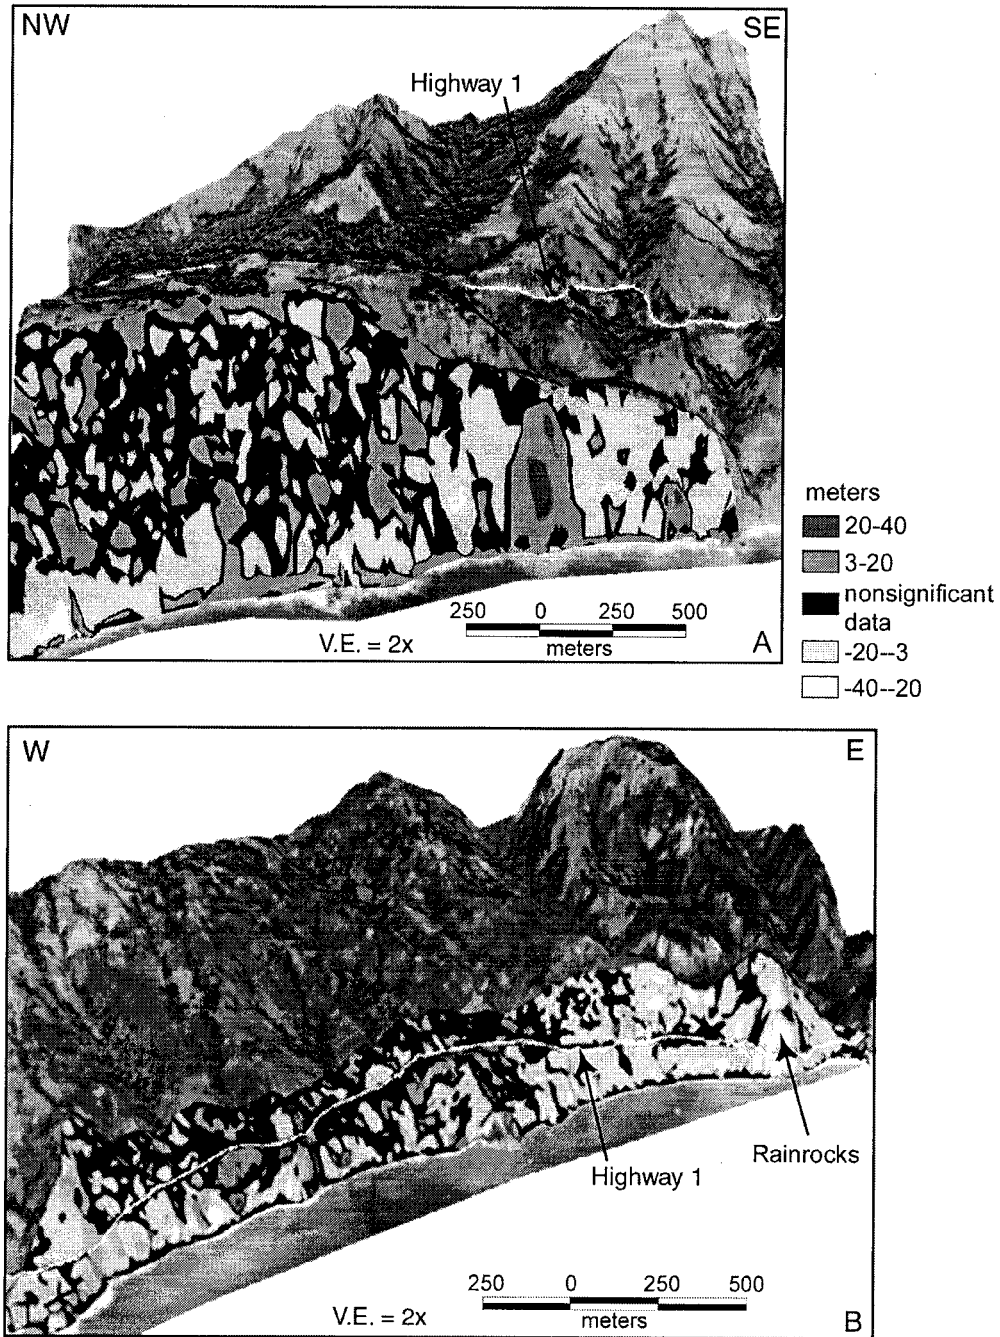 NW
SE
Highway 1
meters
20-40
3-20
nonsignificant
data
-20--3
-40--20
250 0 250 500
meters
V.E. = 2x
A
W
E
Rainrocks
Highway 1
250 0 250 500
meters
V.E. = 2x
B